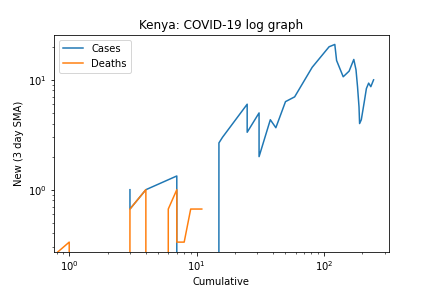 Kenya: COVID-19 log graph
Cases
Deaths
New (3 day SMA)
10¹
10⁰
10⁰ 10¹ 10²
Cumulative